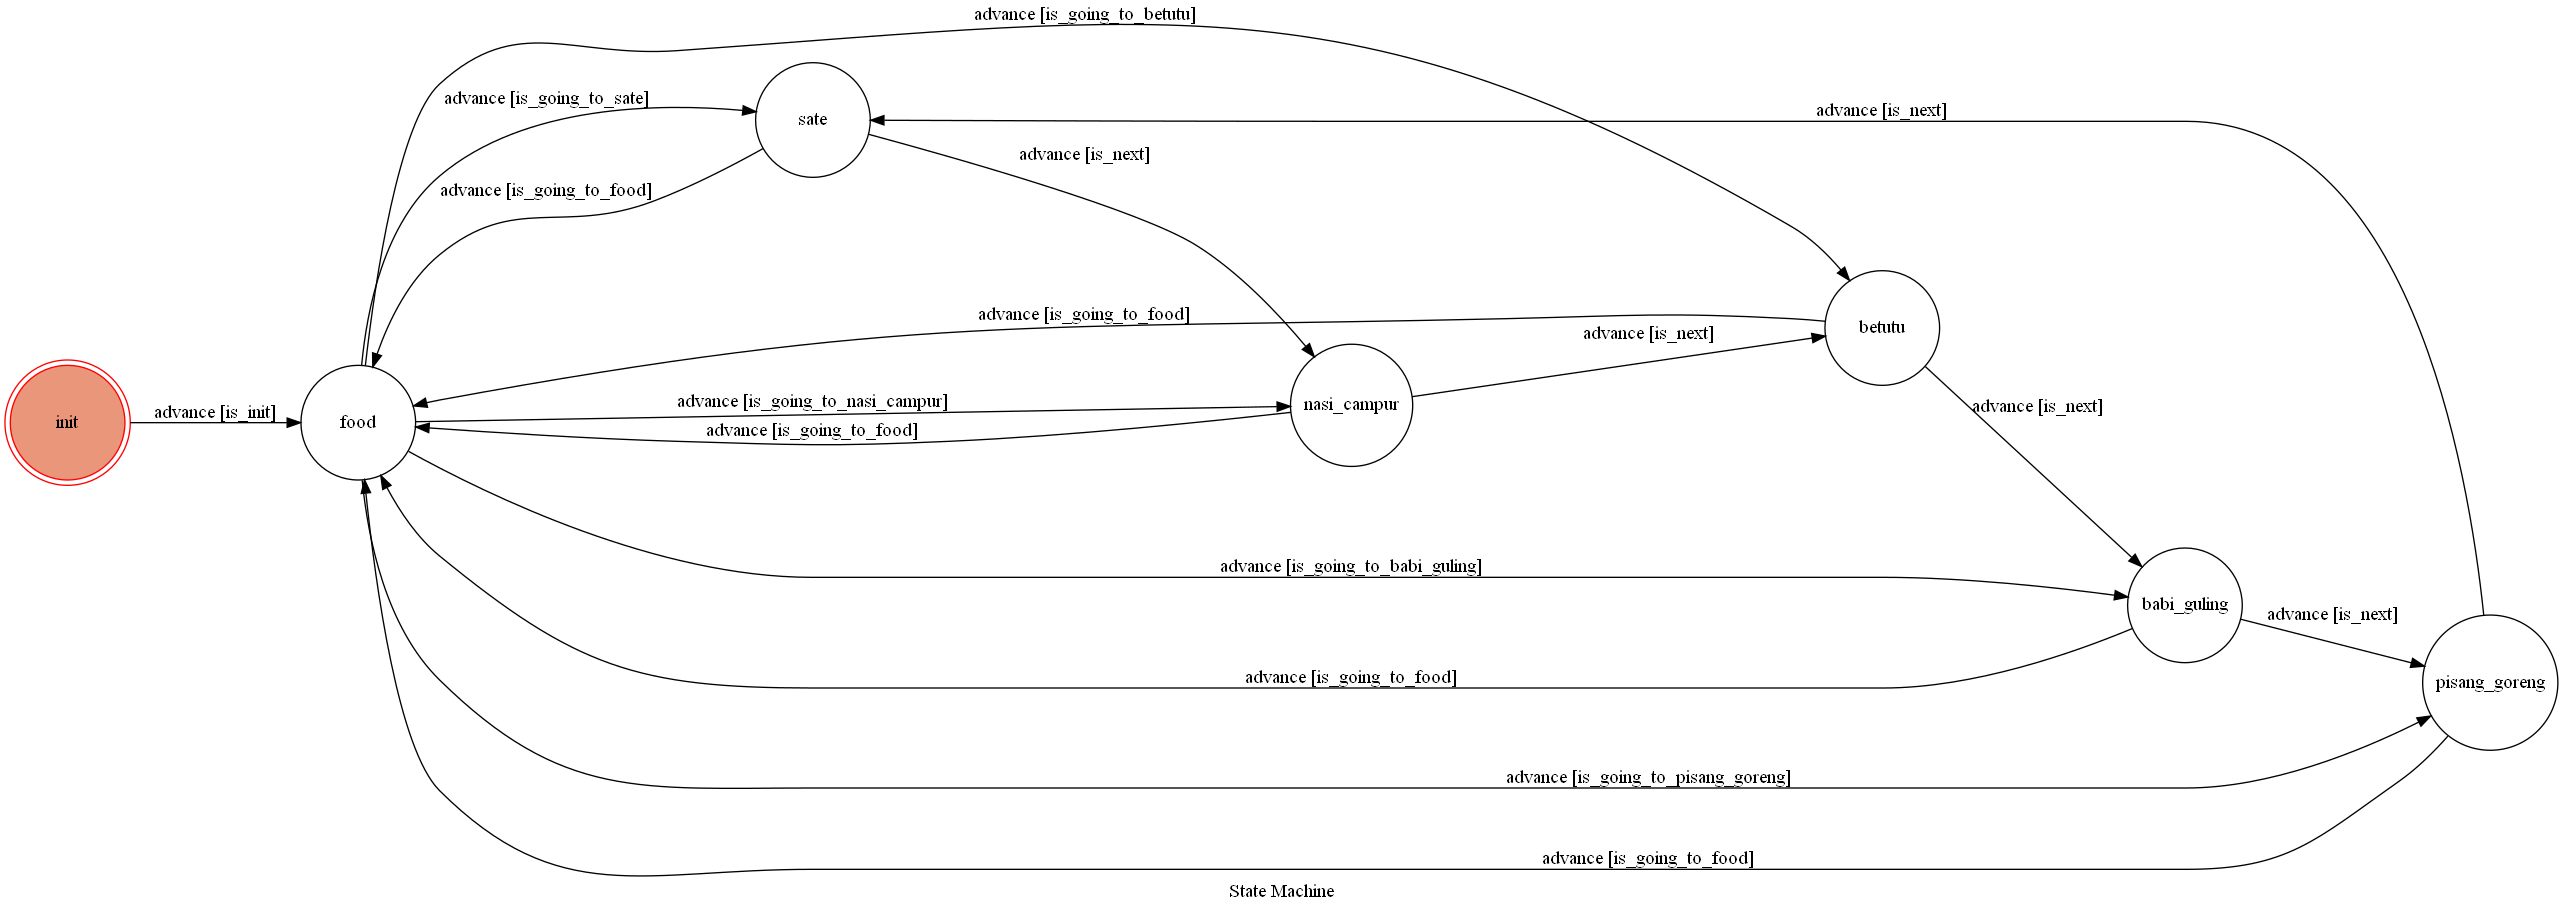 advance [is_going_to_betutu]
advance [is_going_to_sate]
sate
advance [is_next]
advance [is_next]
advance [is_going_to_food]
advance [is_going_to_food]
betutu
advance [is_next]
advance [is_going_to_nasi_campur]
nasi_campur
advance [is_next]
init
advance [is_init]
food
advance [is_going_to_food]
advance [is_going_to_babi_guling]
babi_guling
advance [is_next]
advance [is_going_to_food]
pisang_goreng
advance [is_going_to_pisang_goreng]
advance [is_going_to_food]
State Machine